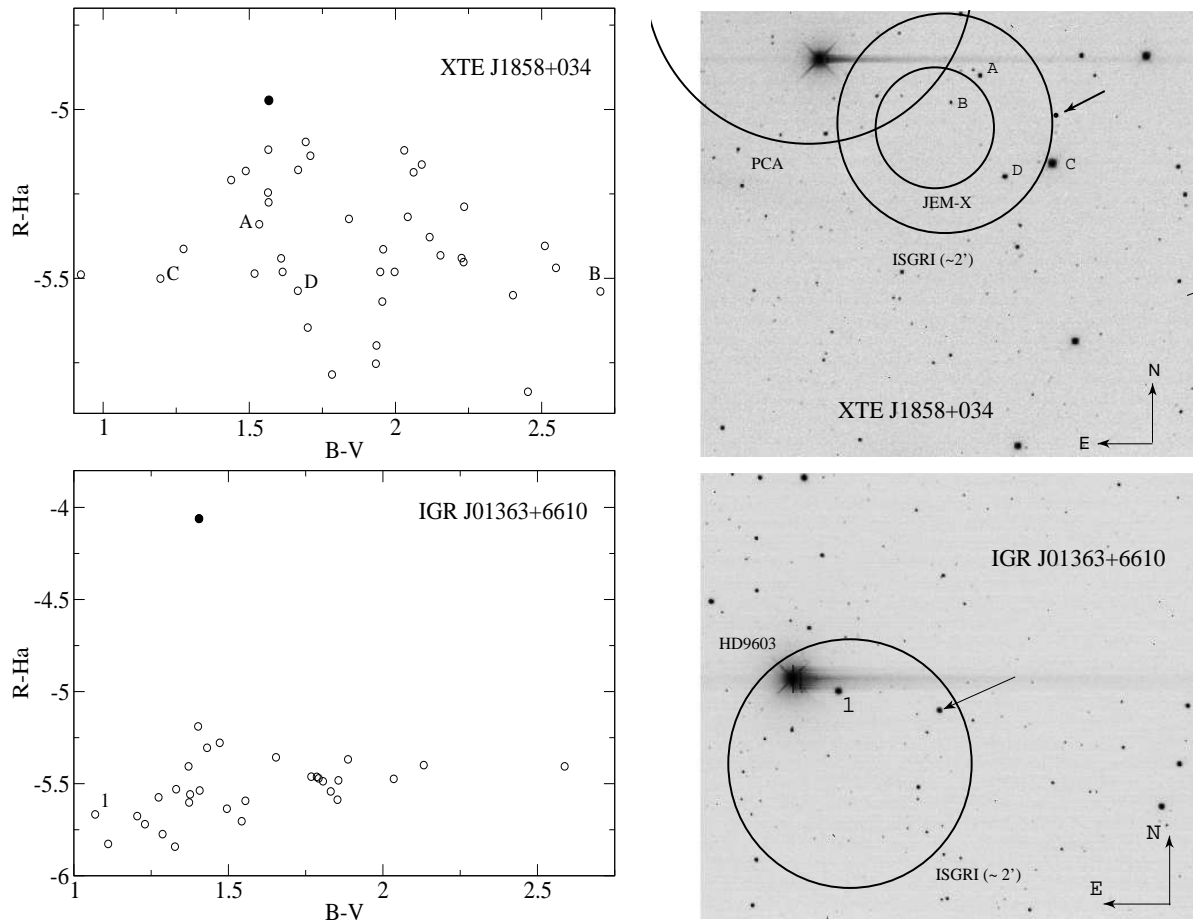 XTE J1858+034
R-Ha
-5
-5.5
A
C
D
B
1
1.5
2
2.5
B-V
A
B
PCA
D
C
JEM-X
ISGRI (~2')
N
XTE J1858+034
E
IGR J01363+6610
R-Ha
-4
-4.5
-5
-5.5
-6
1
1
1.5
2
2.5
B-V
IGR J01363+6610
HD9603
1
N
ISGRI (~ 2')
E